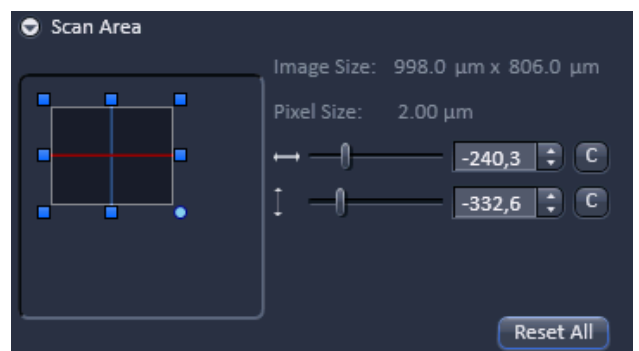 Scan Area
Image Size: 998.0 µm x 806.0 µm
Pixel Size: 2.00 µm
-240,3 C
-332,6 C
Reset All